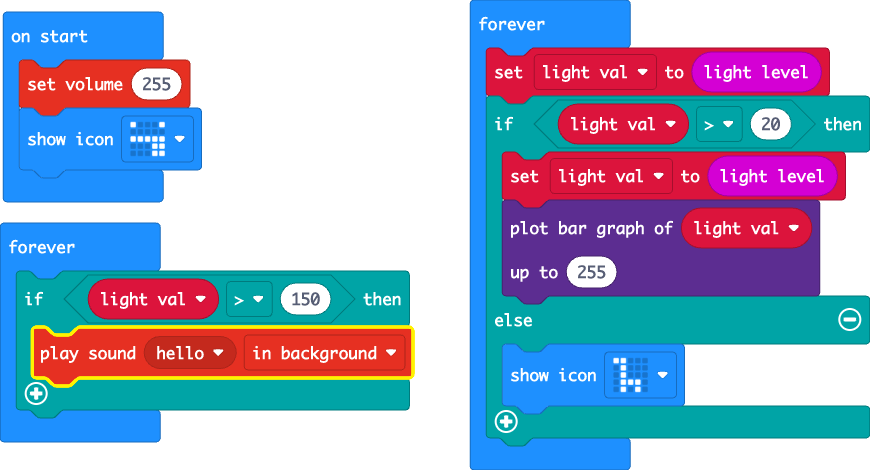 on start
set volume 255
show icon
forever
if light val > 150 then
play sound hello in background
forever
set light val to light level
if light val > 20 then
set light val to light level
plot bar graph of light val
up to 255
else
show icon